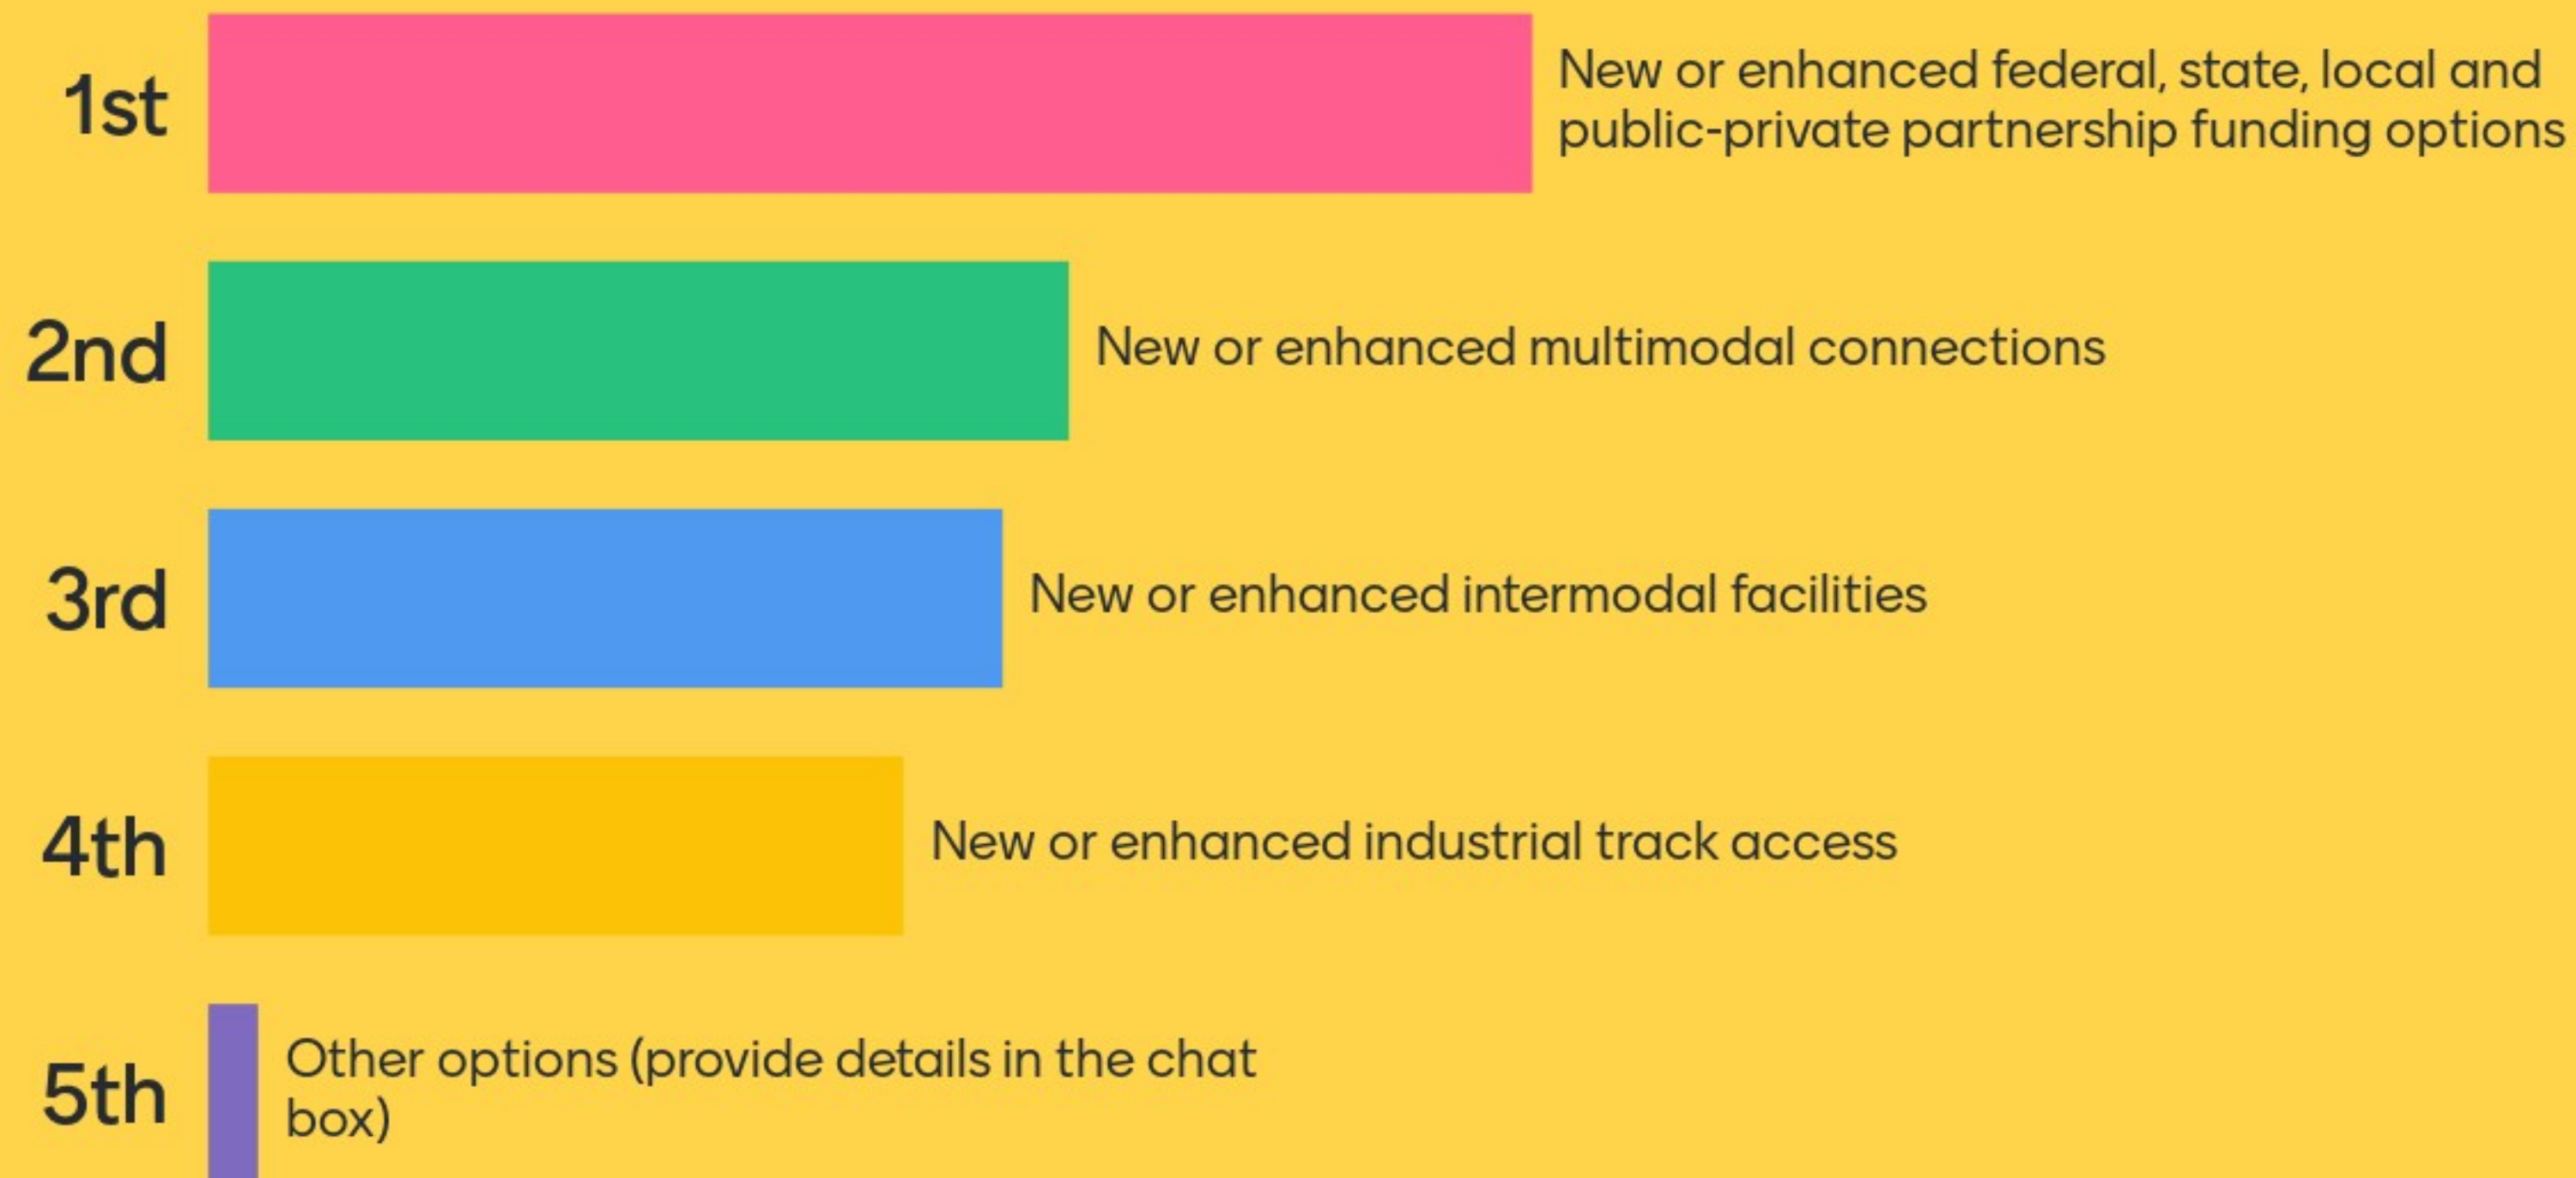 1st
New or enhanced federal, state, local and
public-private partnership funding options
2nd
New or enhanced multimodal connections
3rd
New or enhanced intermodal facilities
4th
New or enhanced industrial track access
5th
Other options (provide details in the chat
box)